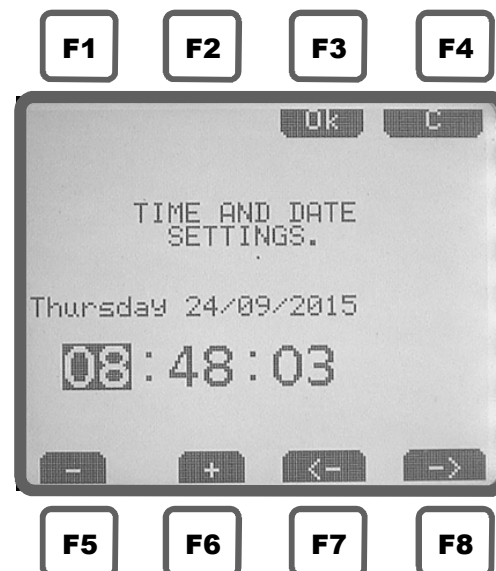 F1 F2 F3 F4
Ok C
TIME AND DATE
SETTINGS.
Thursday 24/09/2015
08:48:03
- + <- ->
F5 F6 F7 F8